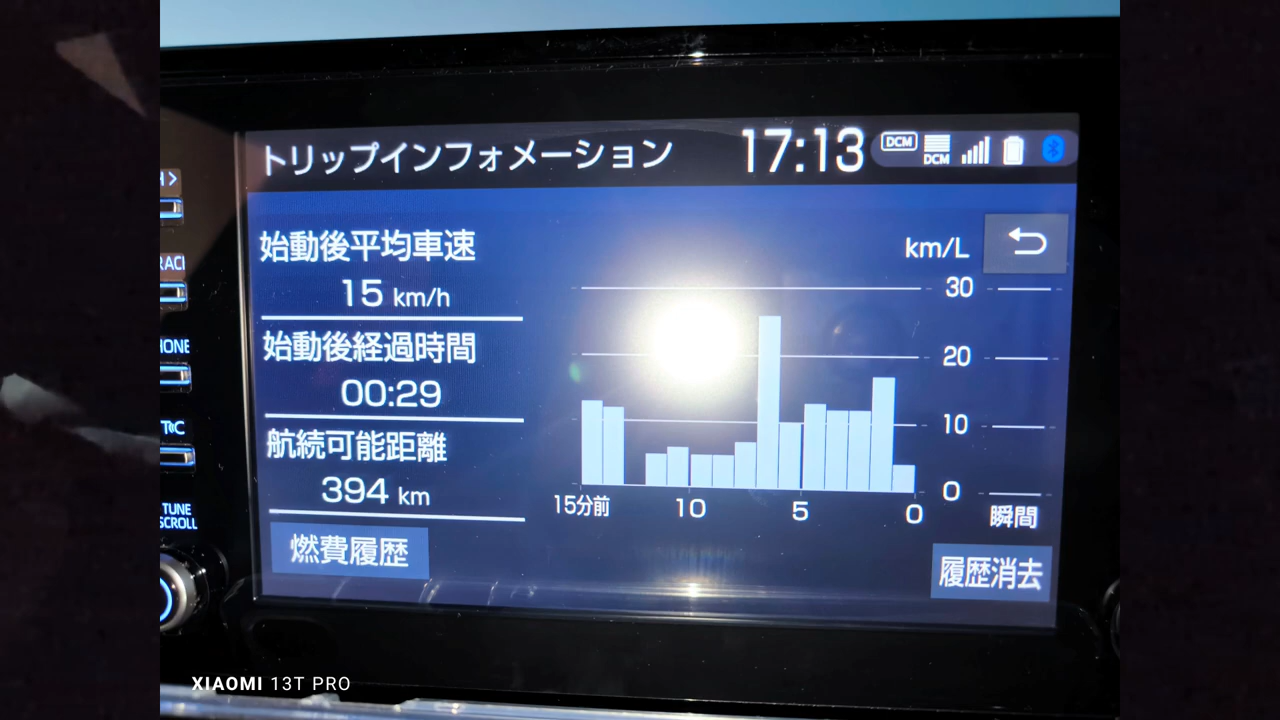 トリップインフォメーション 17:13 DCM DCM
始動後平均車速
15 km/h
始動後経過時間
00:29
航続可能距離
394 km
燃費履歴
km/L
30
20
10
0
15分前 10 5 0 瞬間
履歴消去
TUNE
SCROLL
XIAOMI 13T PRO